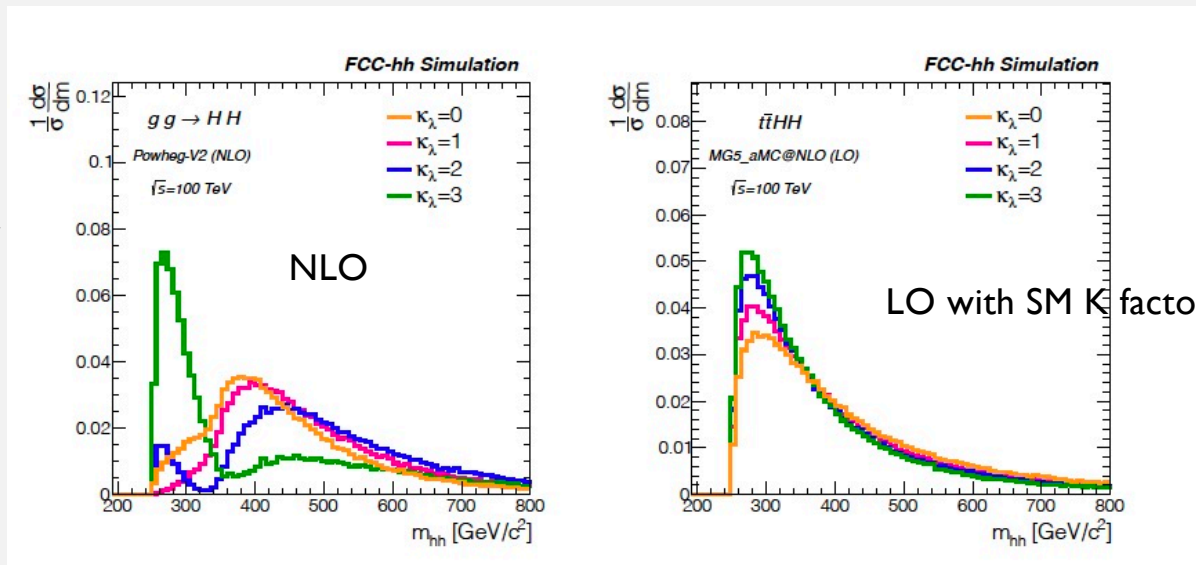 FCC-hh Simulation
1/σ dσ/dm
0.12
0.1
0.08
0.06
0.04
0.02
0
g g → H H
Powheg-V2 (NLO)
√s=100 TeV
κλ=0
κλ=1
κλ=2
κλ=3
NLO
200 300 400 500 600 700 800
m_hh [GeV/c²]
FCC-hh Simulation
1/σ dσ/dm
0.08
0.07
0.06
0.05
0.04
0.03
0.02
0.01
0
tt̄HH
MG5_aMC@NLO (LO)
√s=100 TeV
κλ=0
κλ=1
κλ=2
κλ=3
LO with SM K facto
200 300 400 500 600 700 800
m_hh [GeV/c²]